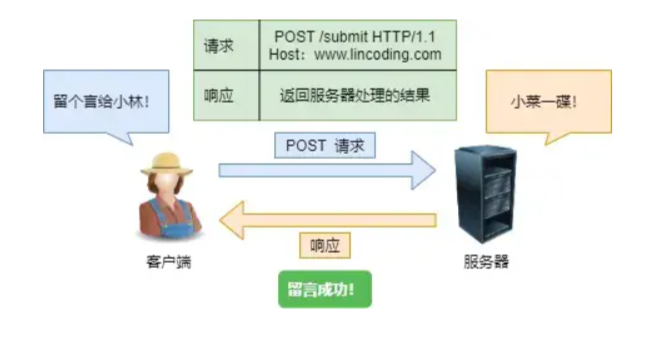 请求
POST /submit HTTP/1.1
Host：www.lincoding.com
响应
返回服务器处理的结果
留个言给小林！
小菜一碟！
POST 请求
响应
客户端
服务器
留言成功！